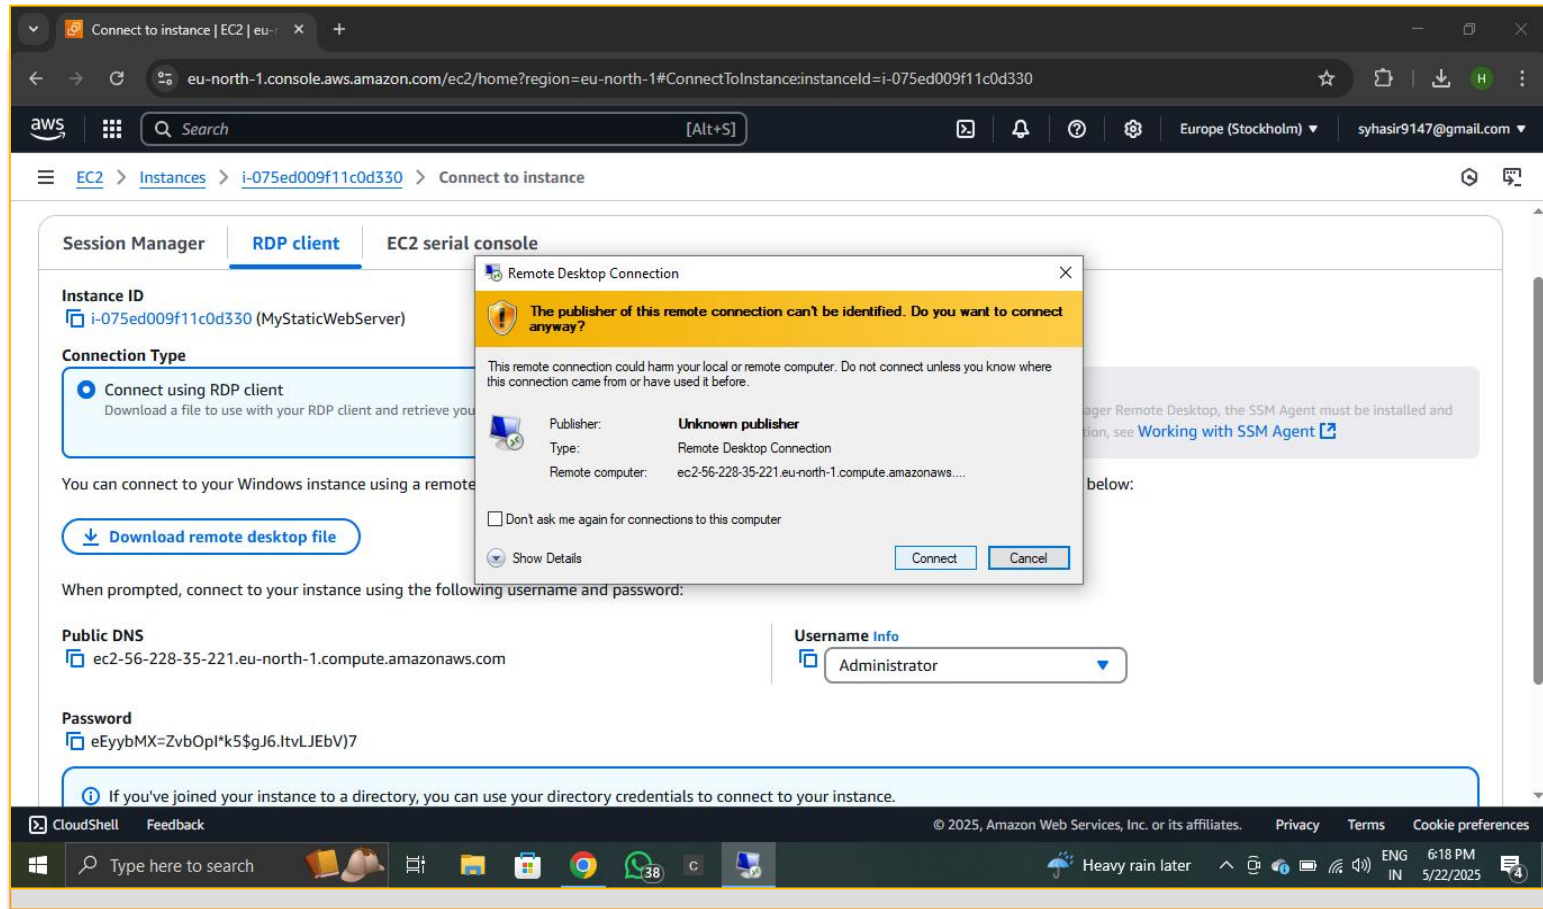 Connect to instance | EC2 | eu-r
eu-north-1.console.aws.amazon.com/ec2/home?region=eu-north-1#ConnectToInstance:instanceId=i-075ed009f11c0d330
H
aws
Search
[Alt+S]
Europe (Stockholm)
syhasir9147@gmail.com
EC2 > Instances > i-075ed009f11c0d330 > Connect to instance
Session Manager
RDP client
EC2 serial console
Instance ID
i-075ed009f11c0d330 (MyStaticWebServer)
Connection Type
Connect using RDP client
Download a file to use with your RDP client and retrieve you
ager Remote Desktop, the SSM Agent must be installed and
tion, see Working with SSM Agent
You can connect to your Windows instance using a remote
below:
Download remote desktop file
When prompted, connect to your instance using the following username and password:
Public DNS
ec2-56-228-35-221.eu-north-1.compute.amazonaws.com
Username Info
Administrator
Password
eEyybMX=ZvbOpI*k5$gJ6.ItvLJEbV)7
If you've joined your instance to a directory, you can use your directory credentials to connect to your instance.
Remote Desktop Connection
The publisher of this remote connection can't be identified. Do you want to connect
anyway?
This remote connection could harm your local or remote computer. Do not connect unless you know where
this connection came from or have used it before.
Publisher: Unknown publisher
Type: Remote Desktop Connection
Remote computer: ec2-56-228-35-221.eu-north-1.compute.amazonaws....
Don't ask me again for connections to this computer
Show Details
Connect
Cancel
CloudShell
Feedback
© 2025, Amazon Web Services, Inc. or its affiliates.
Privacy
Terms
Cookie preferences
Type here to search
38
C
Heavy rain later
ENG
IN
6:18 PM
5/22/2025
4